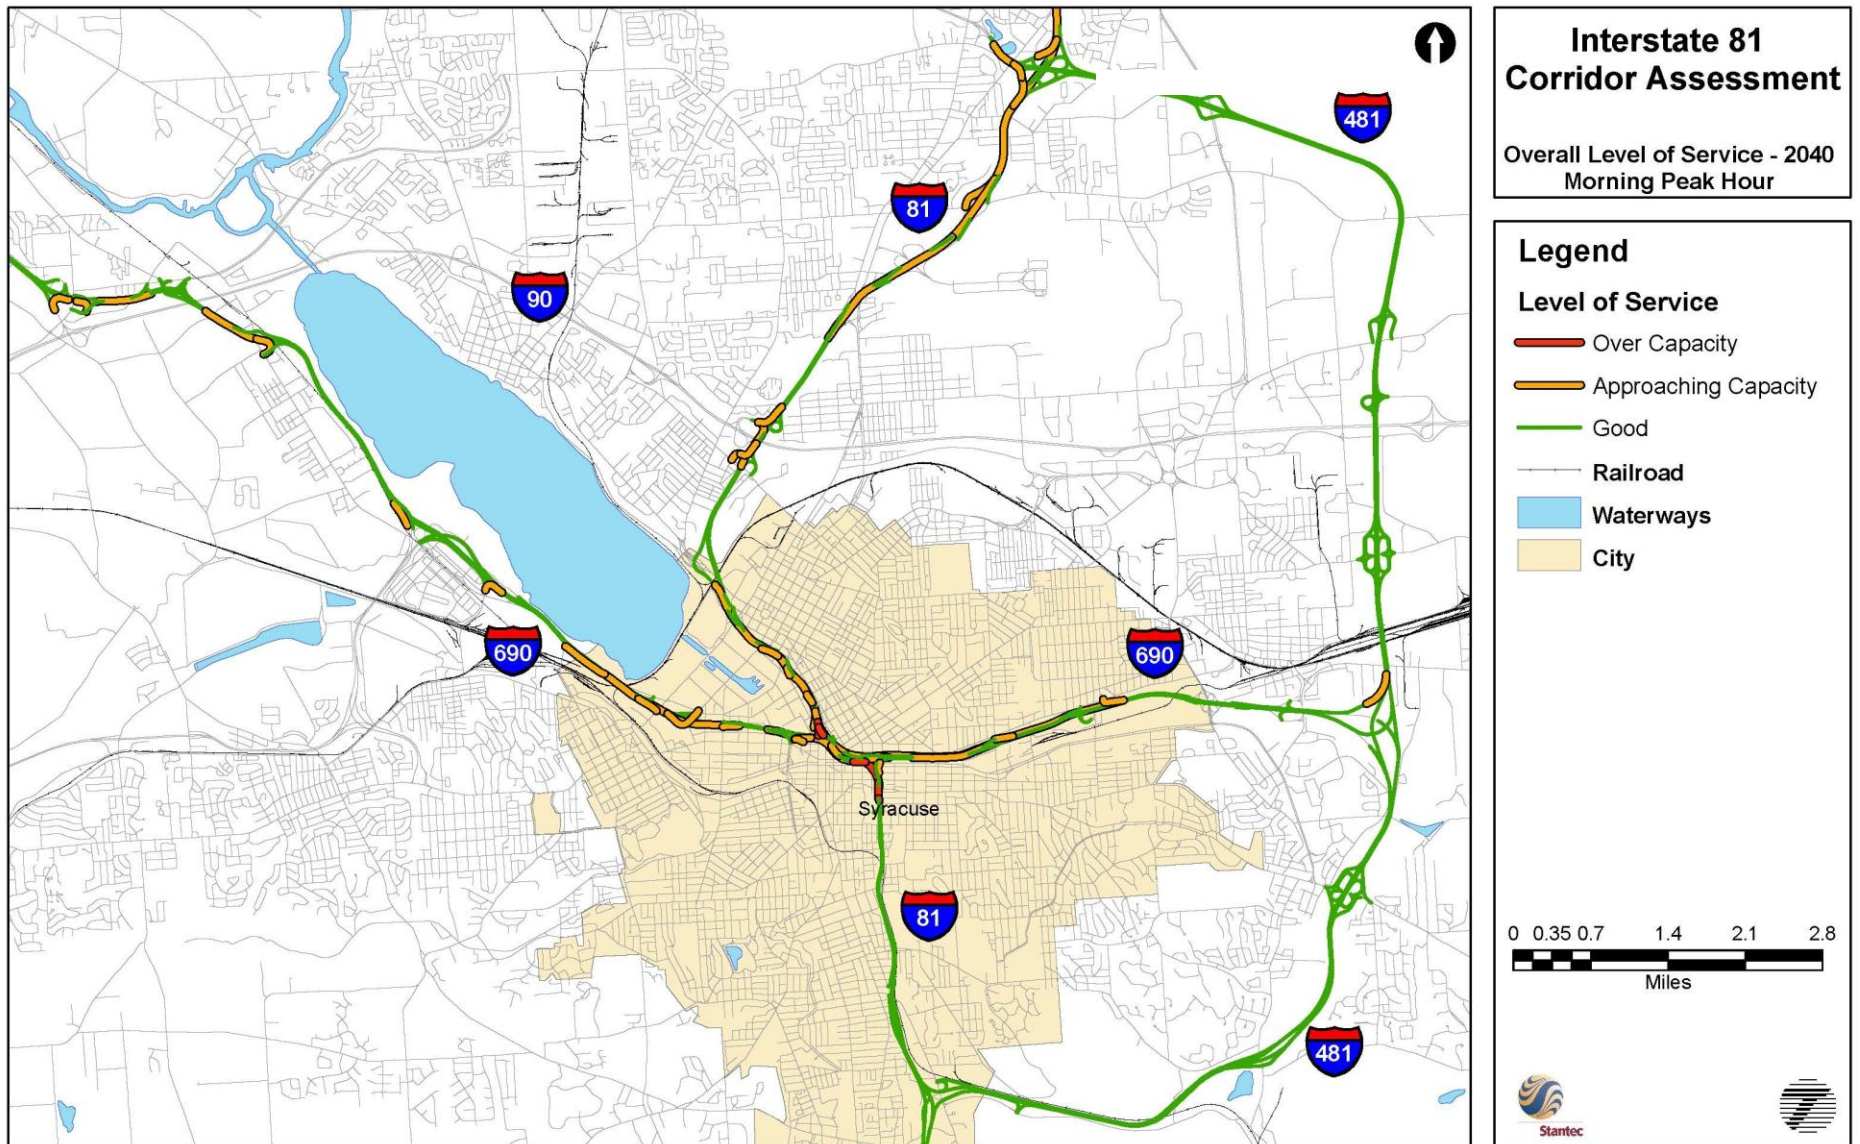 Interstate 81
Corridor Assessment
Overall Level of Service - 2040
Morning Peak Hour
481
81
90
690
690
Syracuse
81
481
Legend
Level of Service
Over Capacity
Approaching Capacity
Good
Railroad
Waterways
City
0 0.35 0.7 1.4 2.1 2.8
Miles
Stantec